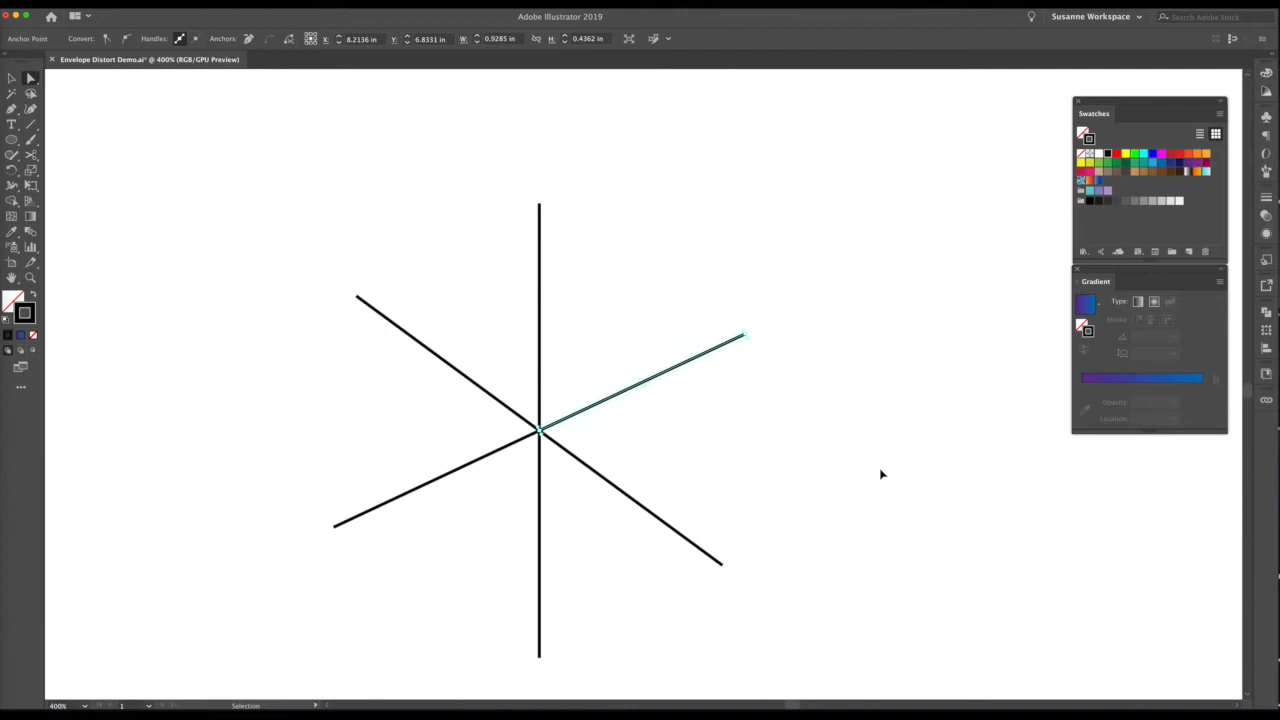 Adobe Illustrator 2019
Susanne Workspace
Search Adobe Stock
Anchor Point
Convert:
Handles:
Anchors:
X: 8.2136 in
Y: 6.8331 in
W: 0.9285 in
H: 0.4362 in
Envelope Distort Demo.ai* @ 400% (RGB/GPU Preview)
Swatches
Gradient
Type:
Stroke:
Opacity:
Location:
400%
1
Selection